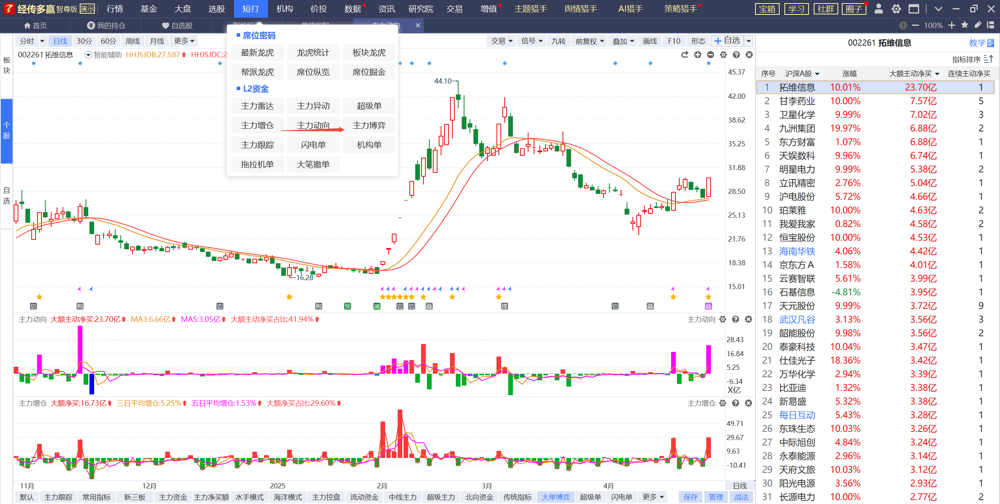 经传多赢 智尊版 演示 行情 基金 大盘 选股 短打 机构 价投 数据 资讯 研究院 交易 增值 主题猎手 舆情猎手 AI猎手 策略猎手 宝箱 学习 社群 圈子
首页 我的持仓 自选股 主力动向 100%
分时 日线 30分 60分 周线 月线 更多 交易 信号 九转 前复权 叠加 画线 F10 形态 自选
002261 拓维信息 智能辅助 HHJSJDB:27.587 HHJSJDC:2
席位密码
最新龙虎 龙虎统计 板块龙虎
帮派龙虎 席位纵览 席位掘金
L2资金
主力雷达 主力异动 超级单
主力增仓 主力动向 主力博弈
主力跟踪 闪电单 机构单
拖拉机单 大笔撤单
板块
个股
自选
44.10
16.28
45.37
42.00
38.62
35.25
31.88
28.50
25.13
21.76
18.38
15.01
它 购 它 购 预 减 它 它 叠 提 它 叠 叠
主力动向 大额主动净买:23.70亿 MA3:6.66亿 MA5:3.05亿 大额主动净买占比:41.94% 主力动向
28.43
16.84
5.25
-6.34
X亿
主力增仓 大额净买:16.73亿 三日平均增仓:5.25% 五日平均增仓:1.53% 大额净买占比:29.60% 主力增仓
49.71
29.67
9.63
-10.41
11月 12月 2025 2月 3月 4月 日线
默认 主力跟踪 常用指标 新三板 主力资金 主力净买额 水手模式 海洋模式 主力控盘 流动资金 中线主力 超级主力 北向资金 传统指标 大单博弈 超级单 闪电单 更多 保存 管理 战法
002261 拓维信息 教学
指标排序
序号 沪深A股 涨幅 大额主动净买 连续主动净买
1 拓维信息 10.01% 23.70亿 1
2 甘李药业 10.00% 7.57亿 5
3 卫星化学 9.99% 7.02亿 3
4 九洲集团 19.97% 6.88亿 2
5 东方财富 1.07% 6.88亿 1
6 天娱数科 9.96% 6.74亿 1
7 明星电力 9.99% 5.38亿 2
8 立讯精密 2.76% 5.04亿 1
9 沪电股份 5.72% 4.66亿 1
10 珀莱雅 10.00% 4.63亿 2
11 我爱我家 0.82% 4.58亿 2
12 恒宝股份 10.00% 4.53亿 1
13 海南华铁 4.06% 4.42亿 1
14 京东方A 1.58% 4.01亿 1
15 云赛智联 5.61% 3.99亿 1
16 石基信息 -4.81% 3.95亿 1
17 天元股份 9.99% 3.72亿 9
18 武汉凡谷 3.13% 3.56亿 3
19 韶能股份 9.98% 3.56亿 2
20 泰豪科技 10.04% 3.47亿 1
21 仕佳光子 18.36% 3.42亿 1
22 万华化学 2.94% 3.39亿 1
23 比亚迪 1.32% 3.38亿 1
24 新易盛 5.32% 3.38亿 1
25 每日互动 5.43% 3.28亿 1
26 东珠生态 10.03% 3.26亿 1
27 中际旭创 4.84% 3.24亿 1
28 永泰能源 2.96% 3.14亿 1
29 天府文旅 10.03% 3.12亿 1
30 阳光电源 3.56% 2.93亿 1
31 长源电力 10.00% 2.77亿 2